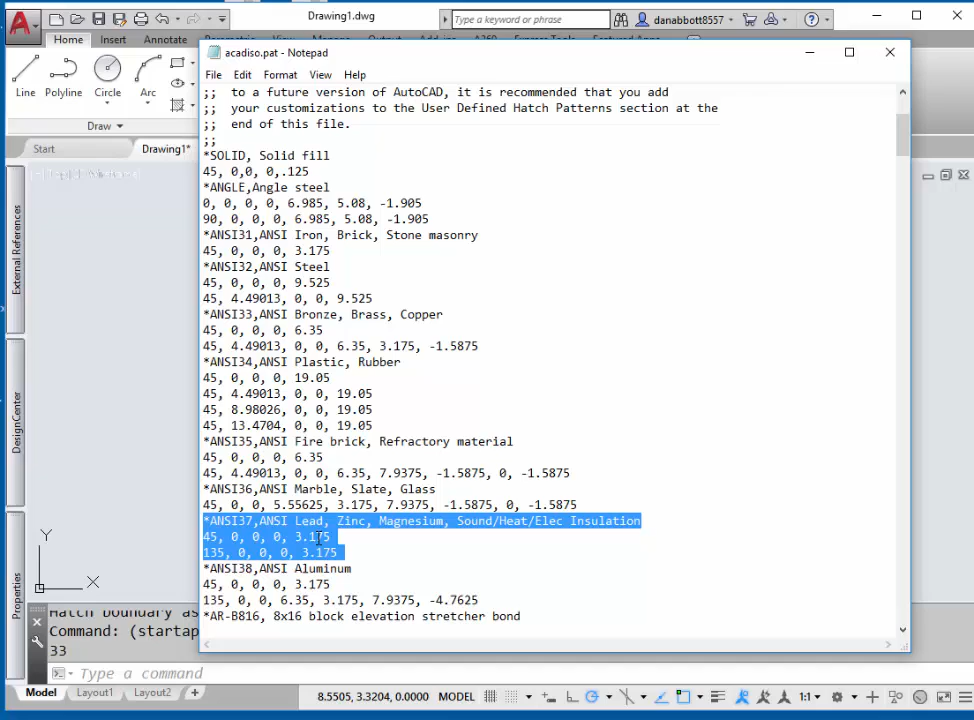 Drawing1.dwg
Type a keyword or phrase
danabbott8557
Home
Insert
Annotate
Line
Polyline
Circle
Arc
Draw
Start
Drawing1*
External References
DesignCenter
Properties
acadiso.pat - Notepad
File Edit Format View Help
;; to a future version of AutoCAD, it is recommended that you add
;; your customizations to the User Defined Hatch Patterns section at the
;; end of this file.
;;
*SOLID, Solid fill
45, 0,0, 0,.125
*ANGLE,Angle steel
0, 0, 0, 0, 6.985, 5.08, -1.905
90, 0, 0, 0, 6.985, 5.08, -1.905
*ANSI31,ANSI Iron, Brick, Stone masonry
45, 0, 0, 0, 3.175
*ANSI32,ANSI Steel
45, 0, 0, 0, 9.525
45, 4.49013, 0, 0, 9.525
*ANSI33,ANSI Bronze, Brass, Copper
45, 0, 0, 0, 6.35
45, 4.49013, 0, 0, 6.35, 3.175, -1.5875
*ANSI34,ANSI Plastic, Rubber
45, 0, 0, 0, 19.05
45, 4.49013, 0, 0, 19.05
45, 8.98026, 0, 0, 19.05
45, 13.4704, 0, 0, 19.05
*ANSI35,ANSI Fire brick, Refractory material
45, 0, 0, 0, 6.35
45, 4.49013, 0, 0, 6.35, 7.9375, -1.5875, 0, -1.5875
*ANSI36,ANSI Marble, Slate, Glass
45, 0, 0, 5.55625, 3.175, 7.9375, -1.5875, 0, -1.5875
*ANSI37,ANSI Lead, Zinc, Magnesium, Sound/Heat/Elec Insulation
45, 0, 0, 0, 3.175
135, 0, 0, 0, 3.175
*ANSI38,ANSI Aluminum
45, 0, 0, 0, 3.175
135, 0, 0, 6.35, 3.175, 7.9375, -4.7625
*AR-B816, 8x16 block elevation stretcher bond
Y
X
Hatch boundary as
Command: (startap
33
Type a command
Model
Layout1
Layout2
8.5505, 3.3204, 0.0000
MODEL
1:1